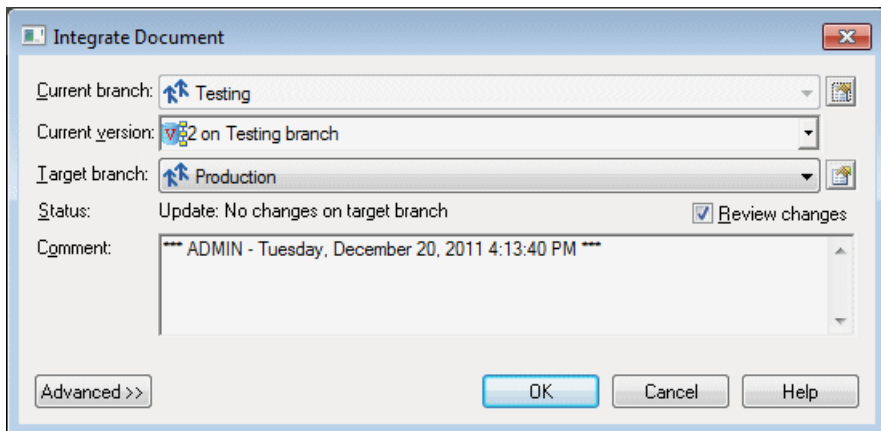 Integrate Document
Current branch: Testing
Current version: V 2 on Testing branch
Target branch: Production
Status: Update: No changes on target branch Review changes
Comment: *** ADMIN - Tuesday, December 20, 2011 4:13:40 PM ***
Advanced >> OK Cancel Help